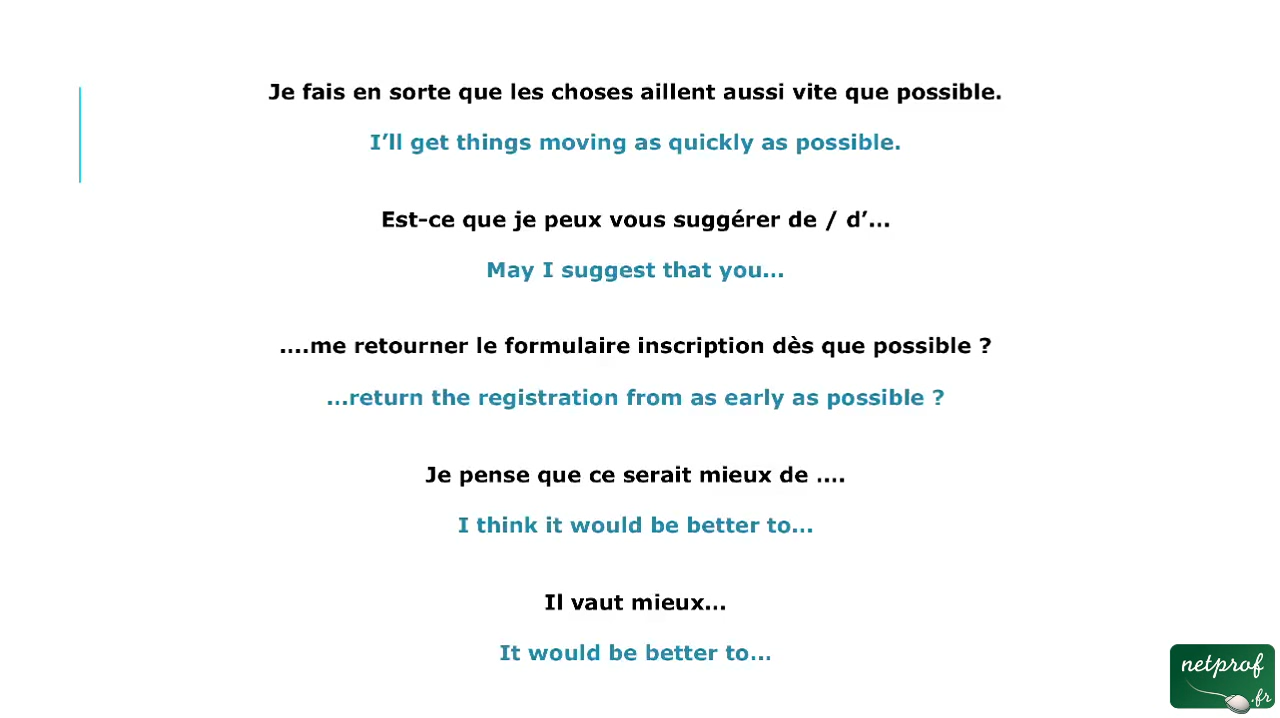 Je fais en sorte que les choses aillent aussi vite que possible.
I’ll get things moving as quickly as possible.
Est-ce que je peux vous suggérer de / d’...
May I suggest that you...
....me retourner le formulaire inscription dès que possible ?
...return the registration from as early as possible ?
Je pense que ce serait mieux de ....
I think it would be better to...
Il vaut mieux...
It would be better to...
netprof
.fr